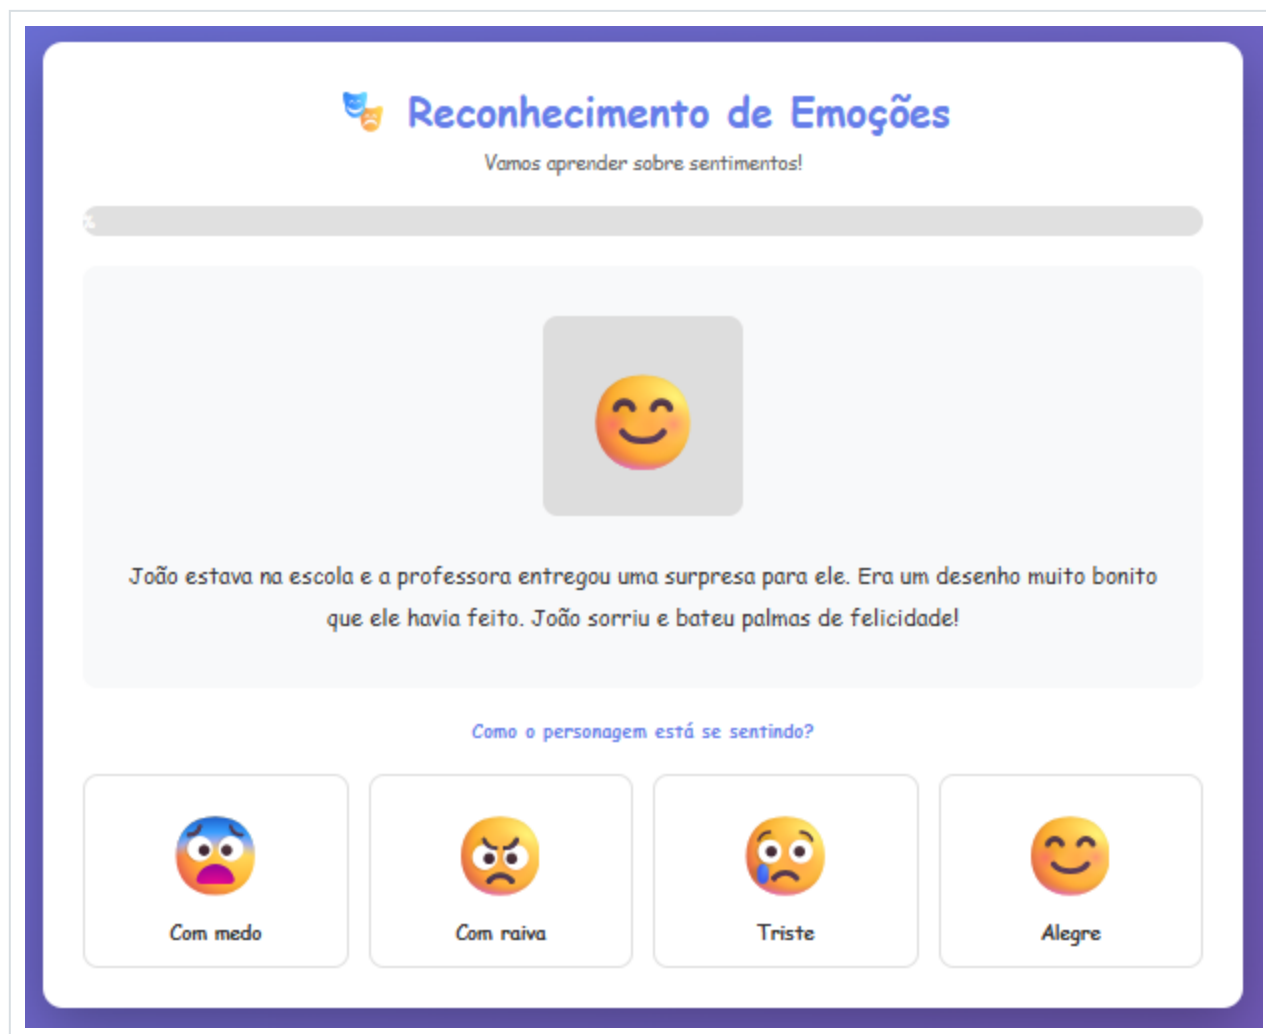 Reconhecimento de Emoções
Vamos aprender sobre sentimentos!
%
João estava na escola e a professora entregou uma surpresa para ele. Era um desenho muito bonito
que ele havia feito. João sorriu e bateu palmas de felicidade!
Como o personagem está se sentindo?
Com medo
Com raiva
Triste
Alegre